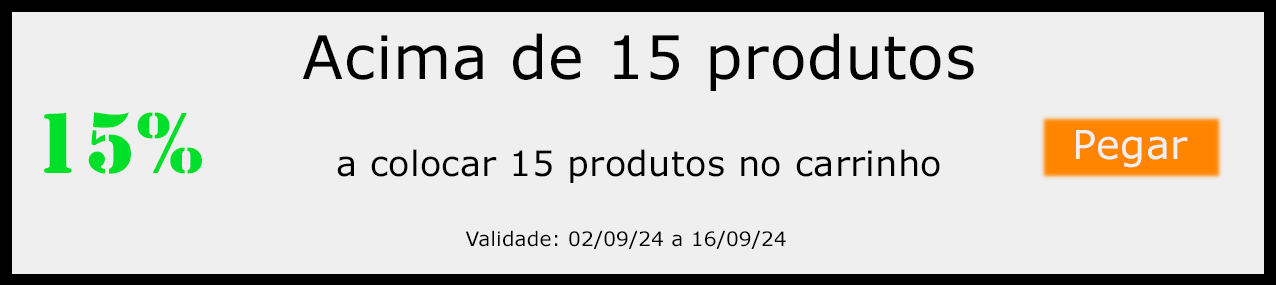 Acima de 15 produtos
15%
a colocar 15 produtos no carrinho
Pegar
Validade: 02/09/24 a 16/09/24